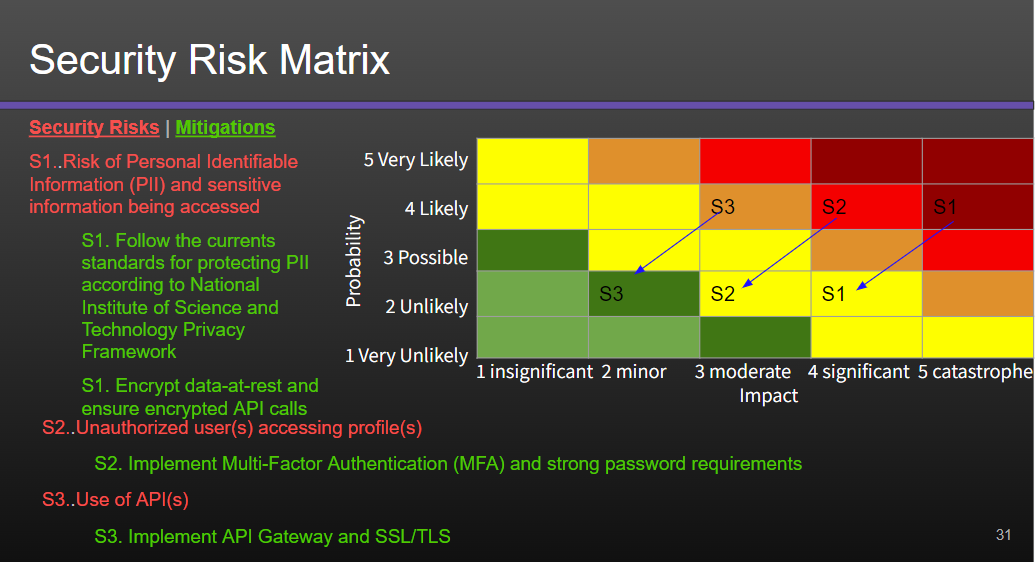 Security Risk Matrix
Security Risks | Mitigations
S1..Risk of Personal Identifiable
Information (PII) and sensitive
information being accessed
S1. Follow the currents
standards for protecting PII
according to National
Institute of Science and
Technology Privacy
Framework
S1. Encrypt data-at-rest and
ensure encrypted API calls
S2..Unauthorized user(s) accessing profile(s)
S2. Implement Multi-Factor Authentication (MFA) and strong password requirements
S3..Use of API(s)
S3. Implement API Gateway and SSL/TLS
Probability
5 Very Likely
4 Likely
S3
S2
S1
3 Possible
2 Unlikely
S3
S2
S1
1 Very Unlikely
1 insignificant
2 minor
3 moderate
4 significant
5 catastrophe
Impact
31